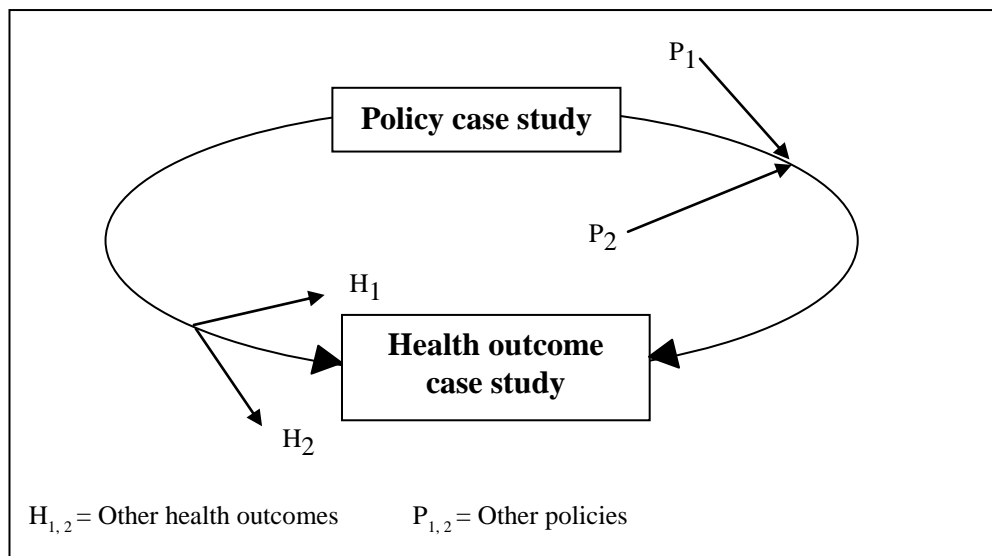 P1
Policy case study
P2
H1
Health outcome
case study
H2
H1, 2 = Other health outcomes P1, 2 = Other policies